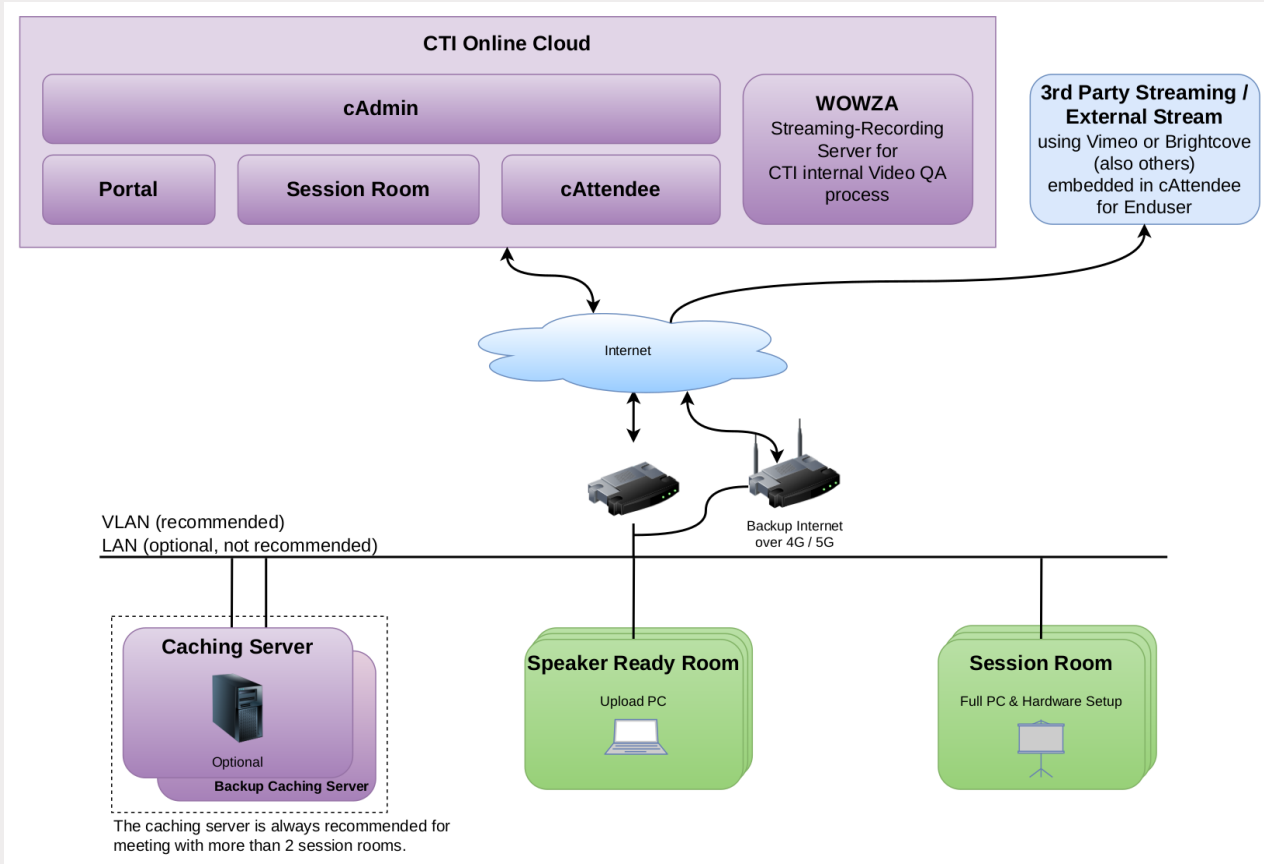 CTI Online Cloud
cAdmin
Portal
Session Room
cAttendee
WOWZA
Streaming-Recording
Server for
CTI internal Video QA
process
3rd Party Streaming /
External Stream
using Vimeo or Brightcove
(also others)
embedded in cAttendee
for Enduser
Internet
Backup Internet
over 4G / 5G
VLAN (recommended)
LAN (optional, not recommended)
Caching Server
Optional
Backup Caching Server
The caching server is always recommended for
meeting with more than 2 session rooms.
Speaker Ready Room
Upload PC
Session Room
Full PC & Hardware Setup